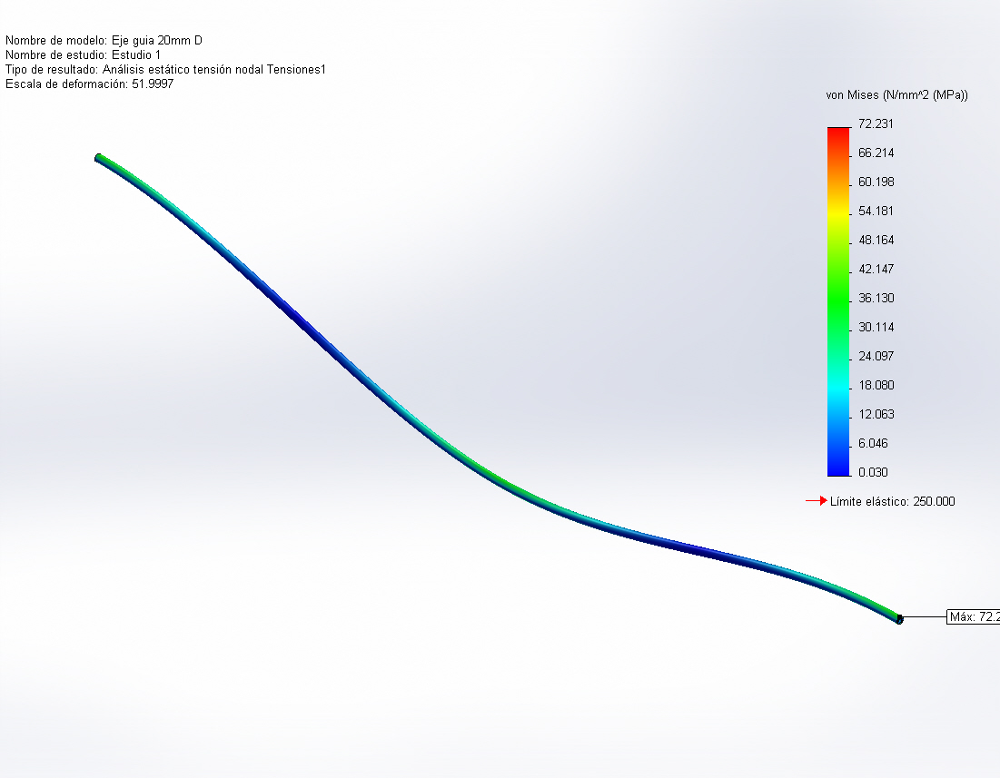 Nombre de modelo: Eje guia 20mm D
Nombre de estudio: Estudio 1
Tipo de resultado: Análisis estático tensión nodal Tensiones1
Escala de deformación: 51.9997
von Mises (N/mm^2 (MPa))
72.231
66.214
60.198
54.181
48.164
42.147
36.130
30.114
24.097
18.080
12.063
6.046
0.030
Límite elástico: 250.000
Máx: 72.2